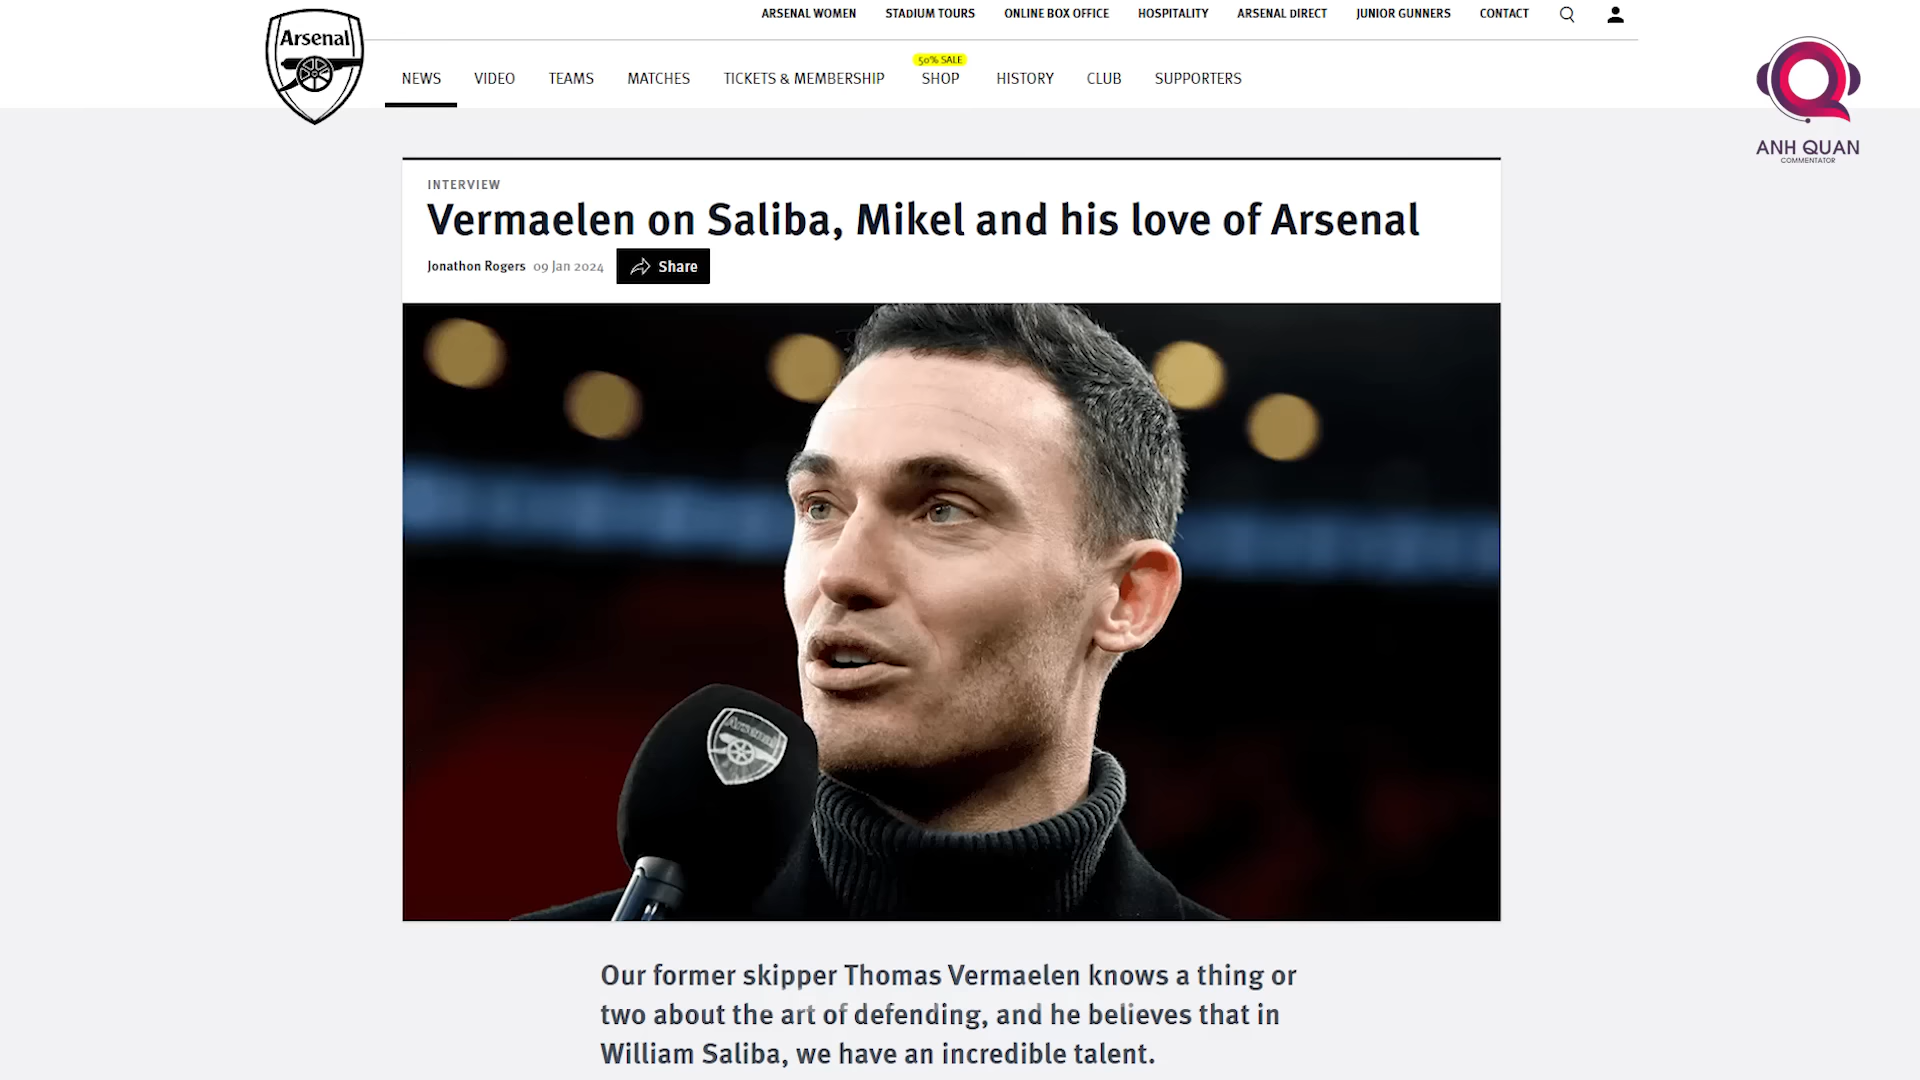 ARSENAL WOMEN STADIUM TOURS ONLINE BOX OFFICE HOSPITALITY ARSENAL DIRECT JUNIOR GUNNERS CONTACT
Arsenal
50% SALE
NEWS VIDEO TEAMS MATCHES TICKETS & MEMBERSHIP SHOP HISTORY CLUB SUPPORTERS
ANH QUAN
COMMENTATOR
INTERVIEW
Vermaelen on Saliba, Mikel and his love of Arsenal
Jonathon Rogers 09 Jan 2024 Share
Arsenal
Our former skipper Thomas Vermaelen knows a thing or
two about the art of defending, and he believes that in
William Saliba, we have an incredible talent.